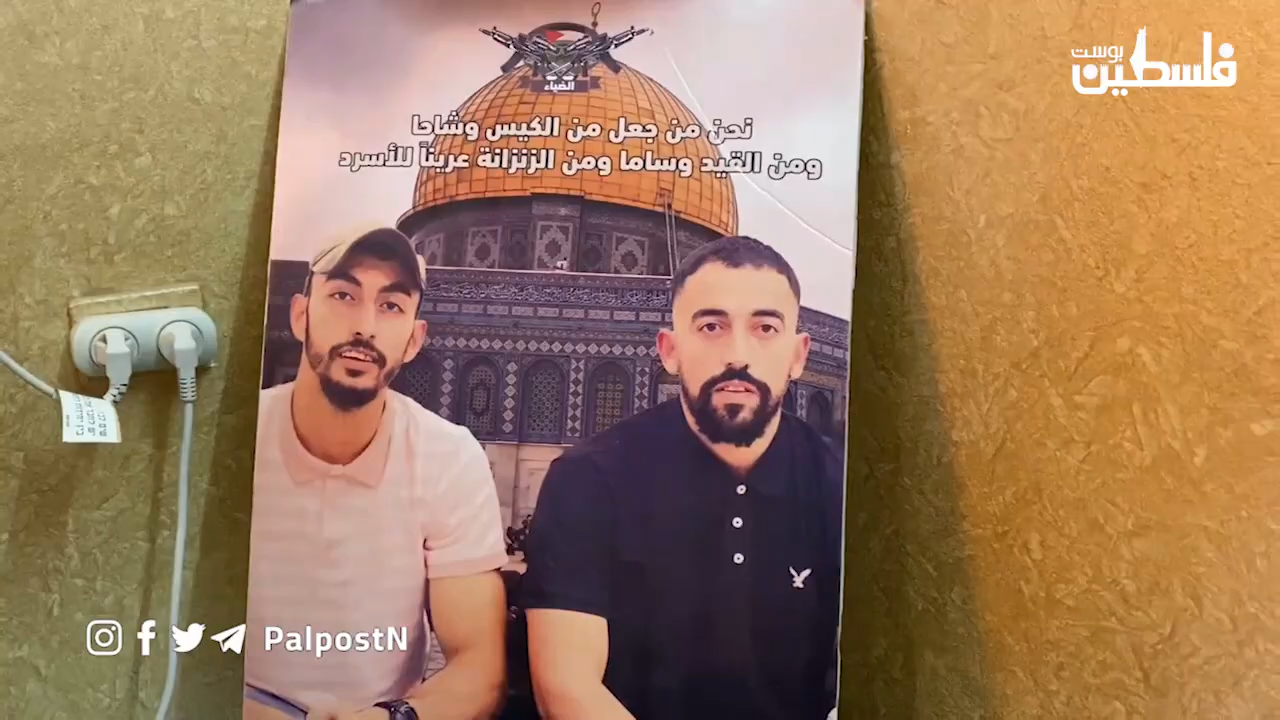 فلسطين
بوست
الضياء
نحن من جعل من الكيس وشاحا
ومن القيد وساما ومن الزنزانة عريناً للأسرد
PalpostN